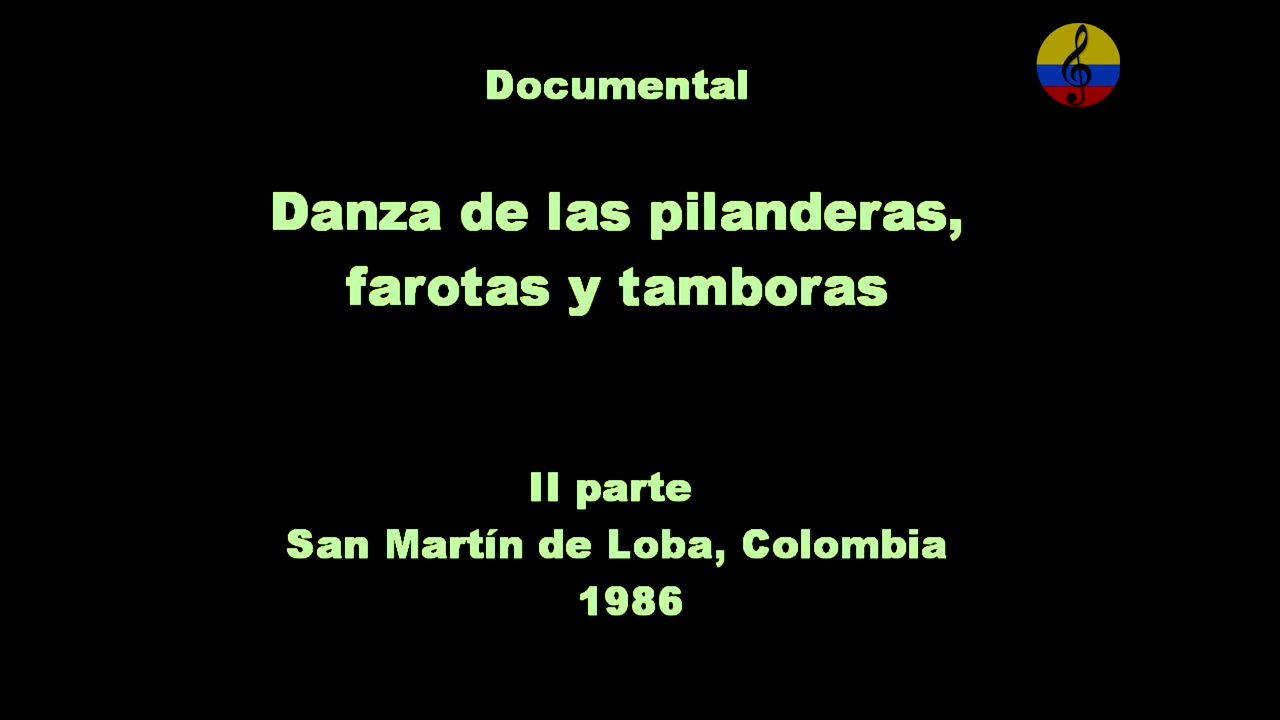 Documental
Danza de las pilanderas,
farotas y tamboras
II parte
San Martín de Loba, Colombia
1986